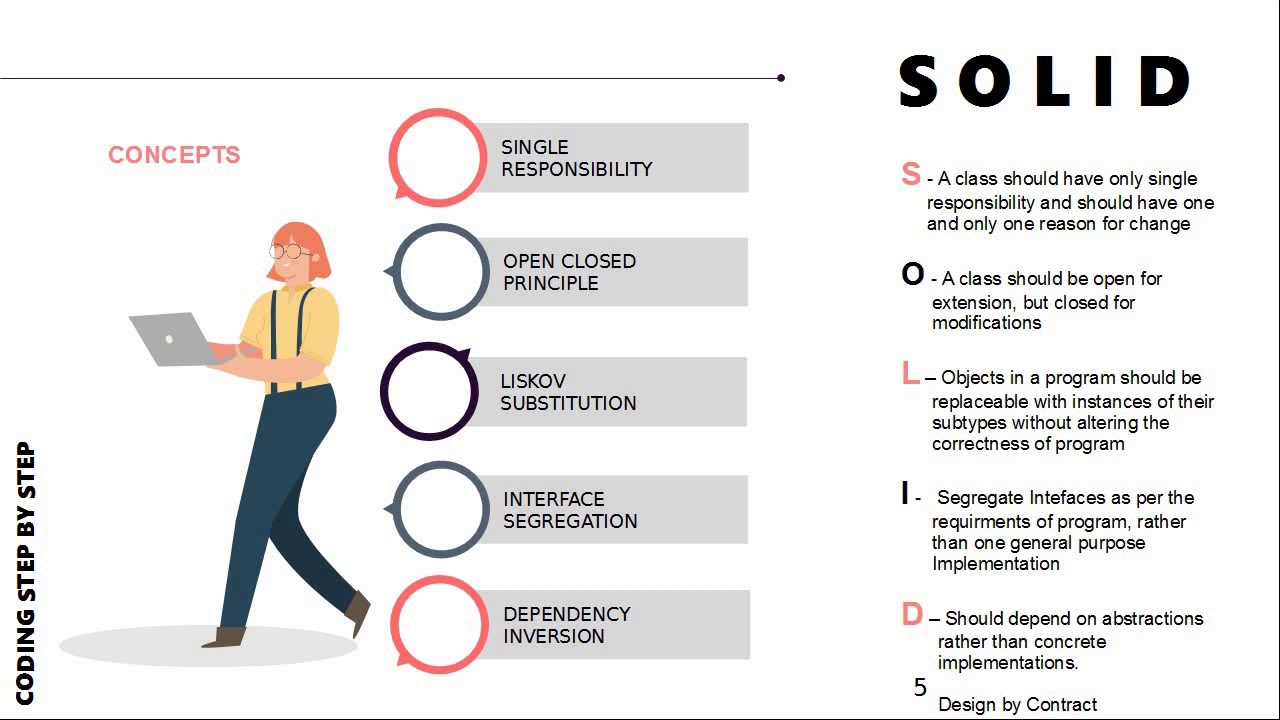 SOLID
CONCEPTS
SINGLE
RESPONSIBILITY
OPEN CLOSED
PRINCIPLE
LISKOV
SUBSTITUTION
INTERFACE
SEGREGATION
DEPENDENCY
INVERSION
S - A class should have only single
responsibility and should have one
and only one reason for change
O - A class should be open for
extension, but closed for
modifications
L – Objects in a program should be
replaceable with instances of their
subtypes without altering the
correctness of program
I - Segregate Intefaces as per the
requirments of program, rather
than one general purpose
Implementation
D – Should depend on abstractions
rather than concrete
implementations.
5
Design by Contract
CODING STEP BY STEP